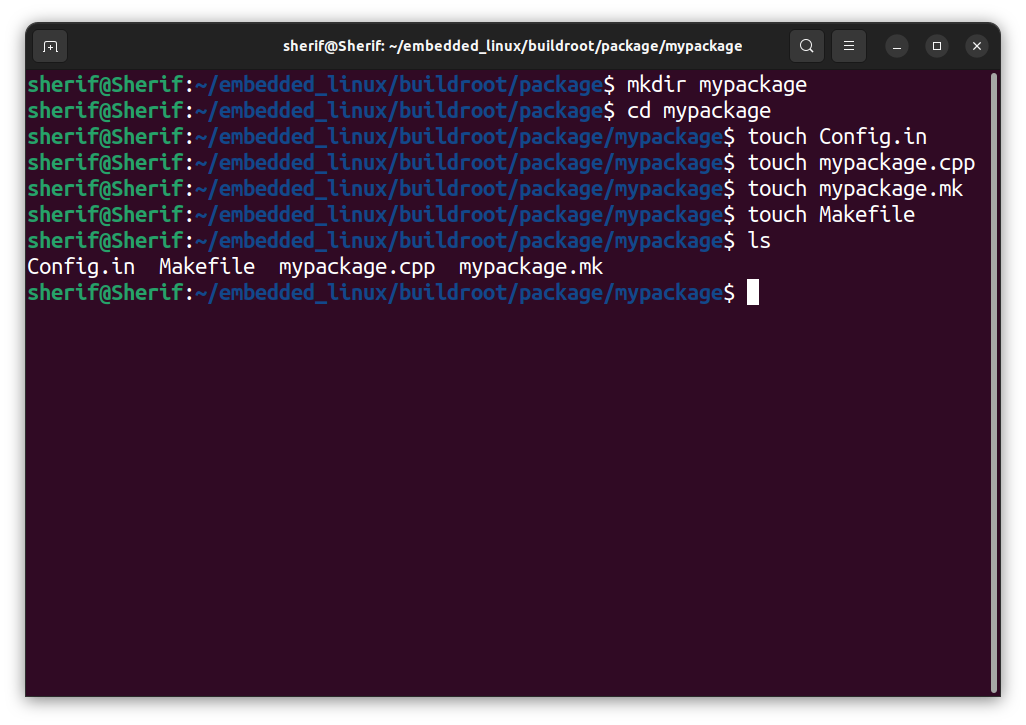 sherif@Sherif: ~/embedded_linux/buildroot/package/mypackage
sherif@Sherif:~/embedded_linux/buildroot/package$ mkdir mypackage
sherif@Sherif:~/embedded_linux/buildroot/package$ cd mypackage
sherif@Sherif:~/embedded_linux/buildroot/package/mypackage$ touch Config.in
sherif@Sherif:~/embedded_linux/buildroot/package/mypackage$ touch mypackage.cpp
sherif@Sherif:~/embedded_linux/buildroot/package/mypackage$ touch mypackage.mk
sherif@Sherif:~/embedded_linux/buildroot/package/mypackage$ touch Makefile
sherif@Sherif:~/embedded_linux/buildroot/package/mypackage$ ls
Config.in  Makefile  mypackage.cpp  mypackage.mk
sherif@Sherif:~/embedded_linux/buildroot/package/mypackage$